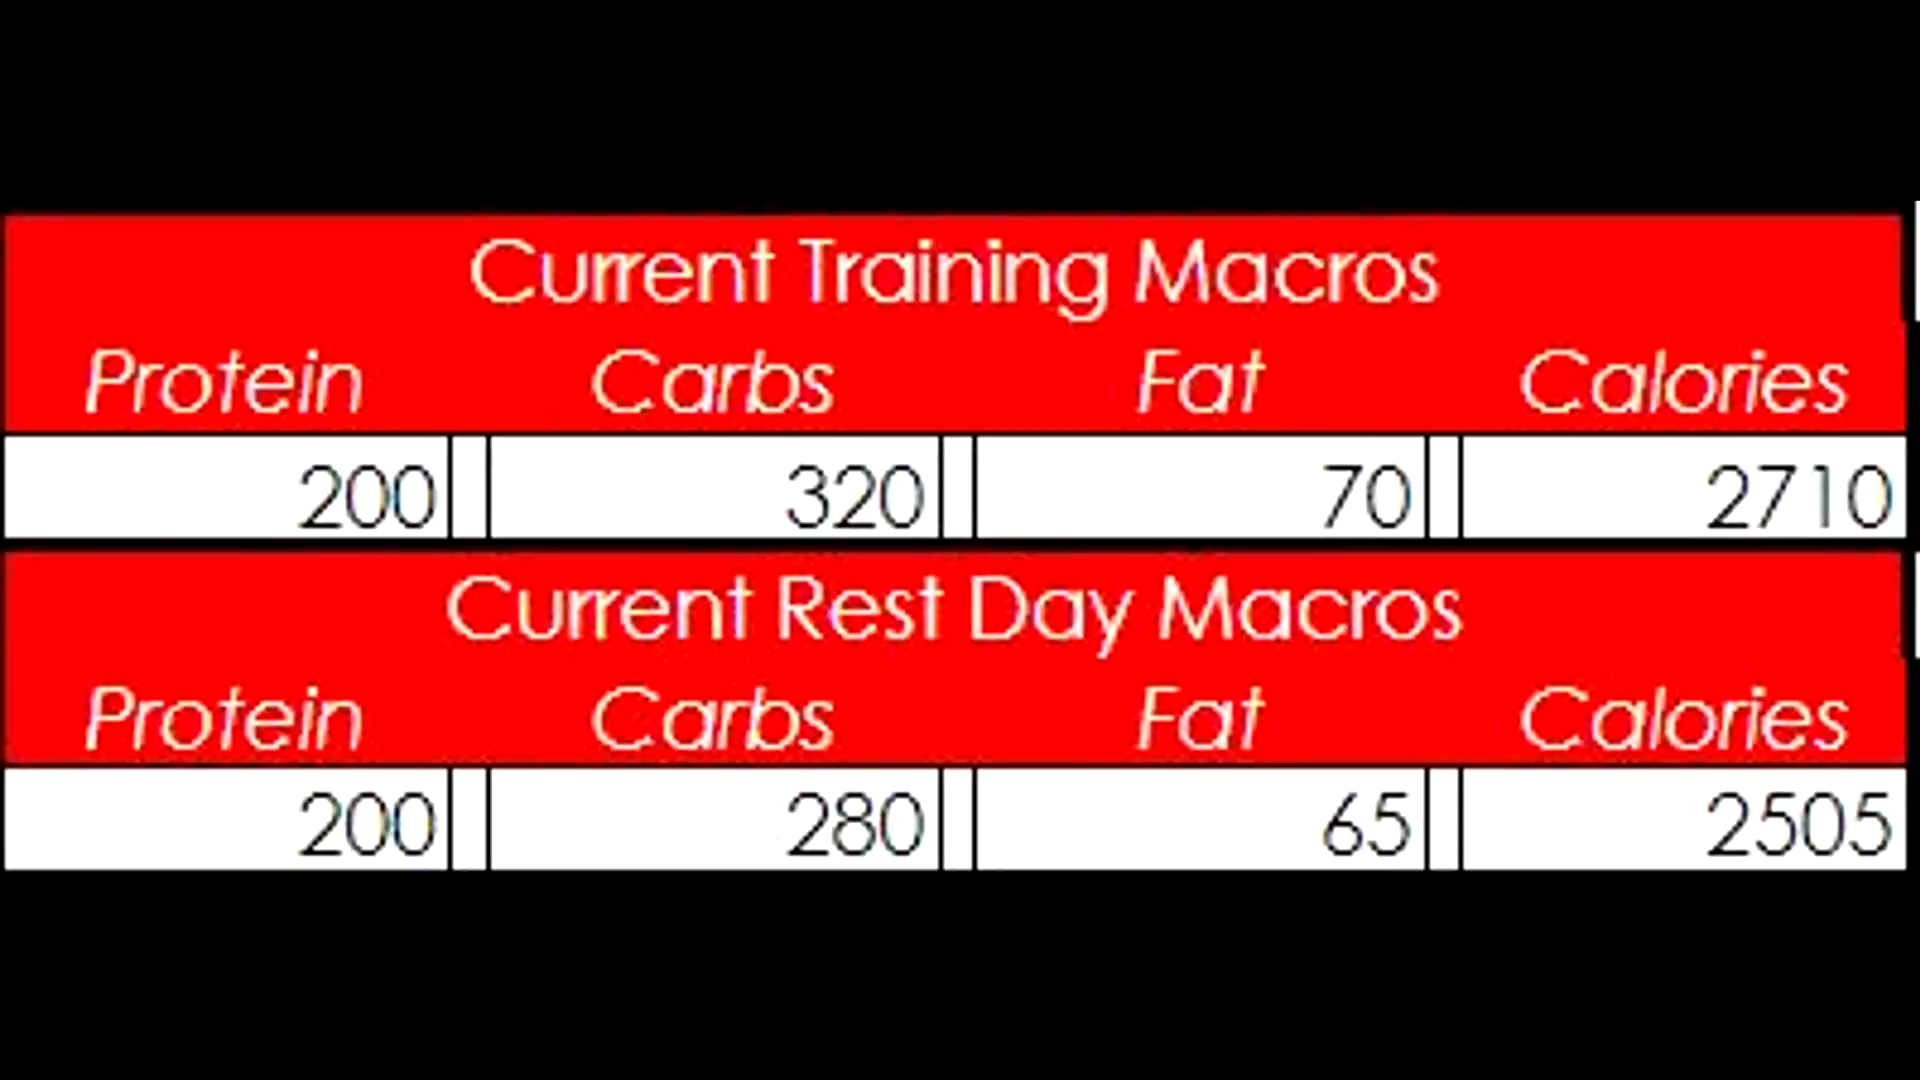 Current Training Macros
Protein Carbs Fat Calories
200 320 70 2710
Current Rest Day Macros
Protein Carbs Fat Calories
200 280 65 2505